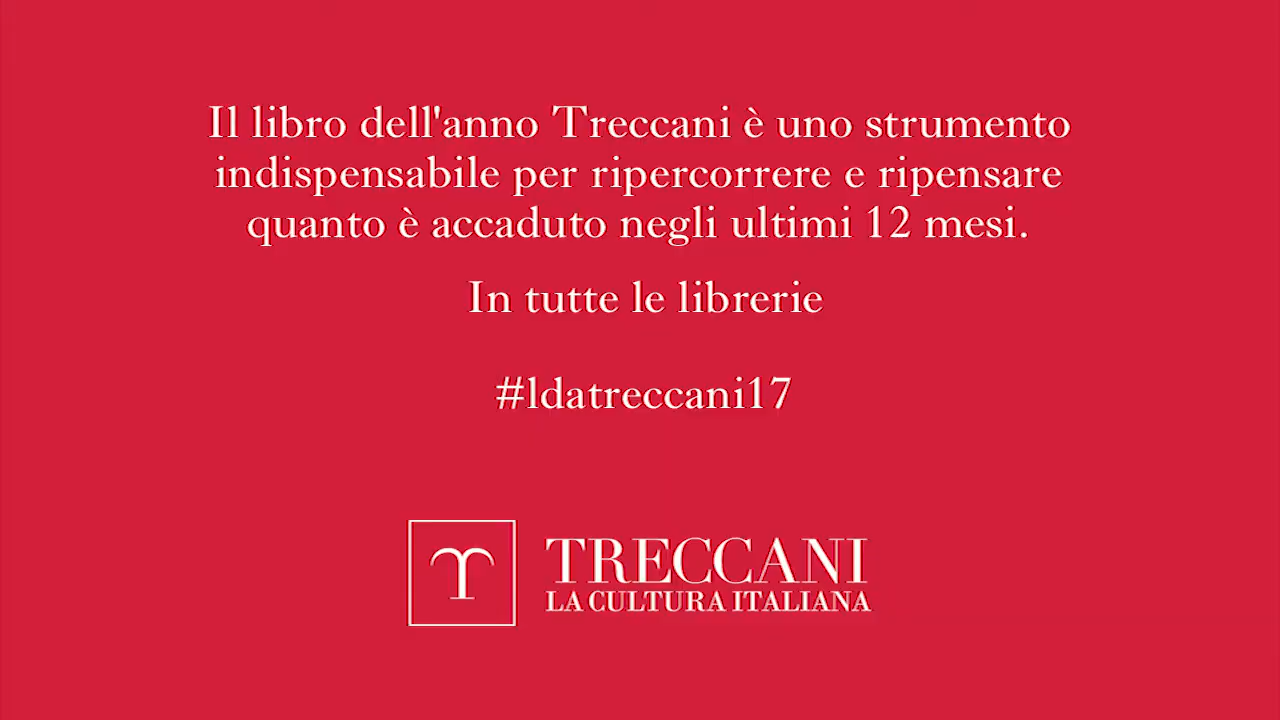 Il libro dell'anno Treccani è uno strumento
indispensabile per ripercorrere e ripensare
quanto è accaduto negli ultimi 12 mesi.
In tutte le librerie
#ldatreccani17
TRECCANI
LA CULTURA ITALIANA